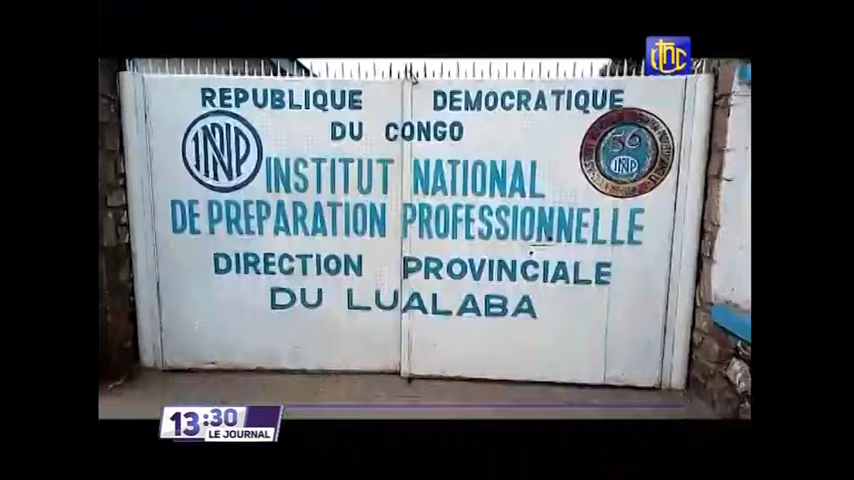 RTNC
REPUBLIQUE DEMOCRATIQUE
DU CONGO
INPP
56
INPP
INSTITUT NATIONAL
DE PREPARATION PROFESSIONNELLE
DIRECTION PROVINCIALE
DU LUALABA
13:30
LE JOURNAL